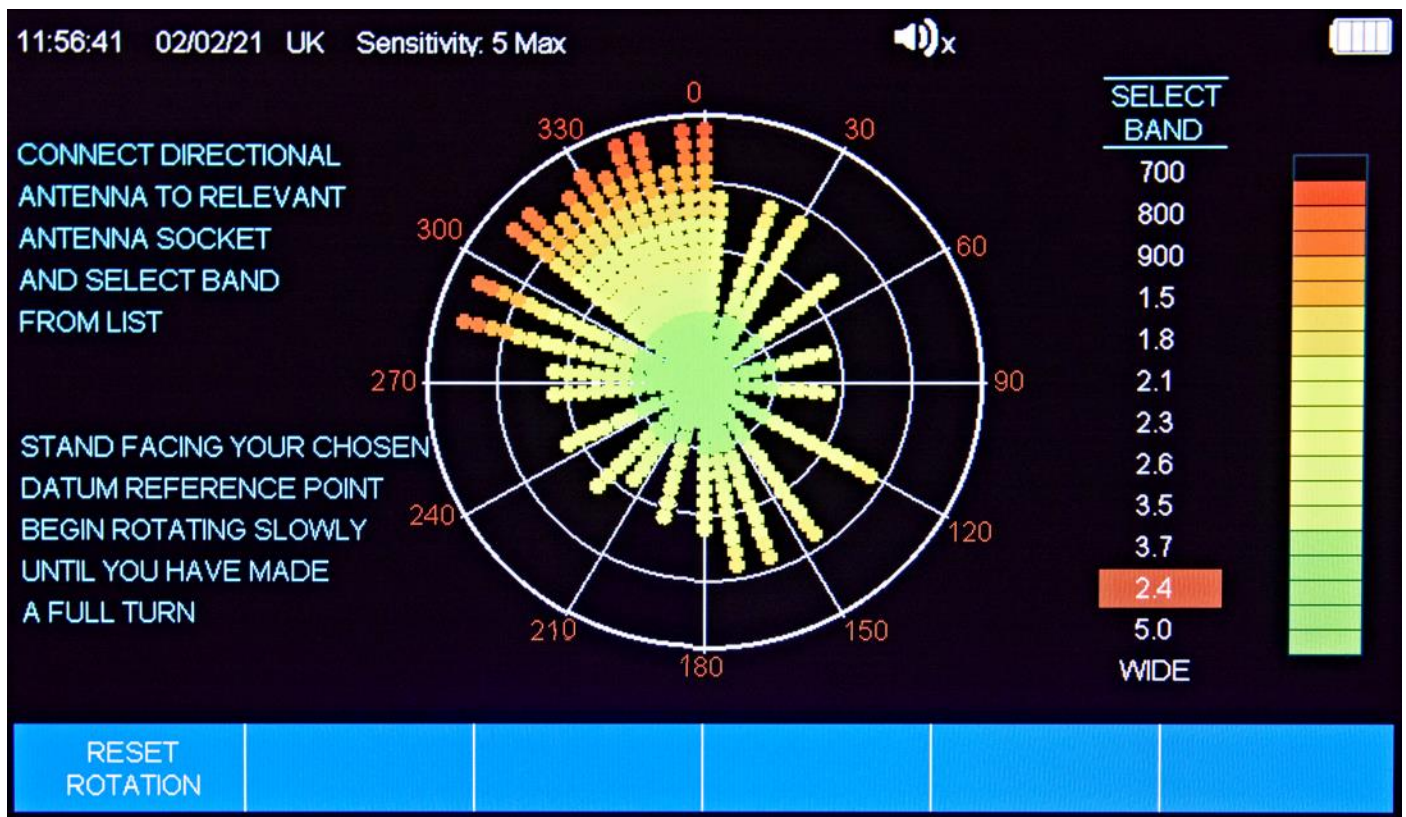 11:56:41 02/02/21 UK Sensitivity: 5 Max
x
CONNECT DIRECTIONAL
ANTENNA TO RELEVANT
ANTENNA SOCKET
AND SELECT BAND
FROM LIST
STAND FACING YOUR CHOSEN
DATUM REFERENCE POINT
BEGIN ROTATING SLOWLY
UNTIL YOU HAVE MADE
A FULL TURN
0
30
60
90
120
150
180
210
240
270
300
330
SELECT
BAND
700
800
900
1.5
1.8
2.1
2.3
2.6
3.5
3.7
2.4
5.0
WIDE
RESET
ROTATION